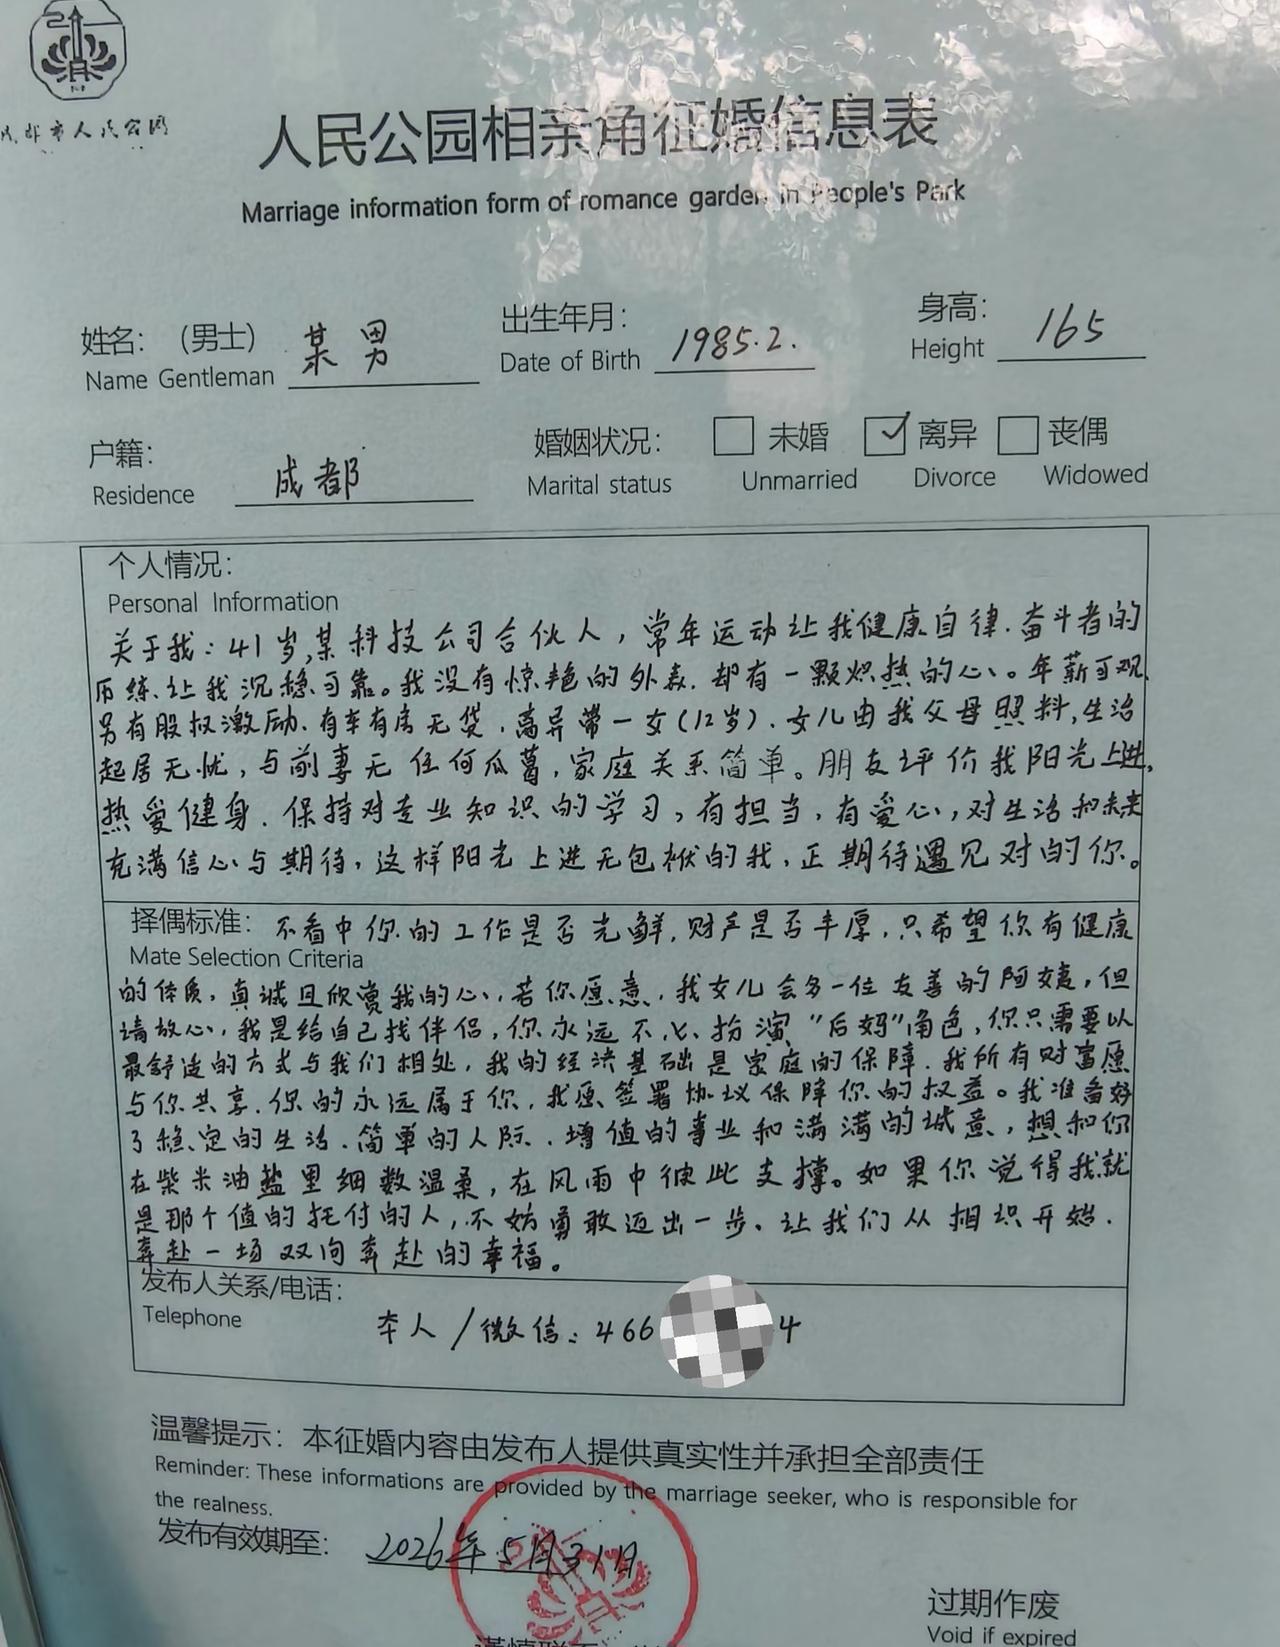 成都市人民公园
人民公园相亲角征婚信息表
Marriage information form of romance garden in People's Park
姓名：（男士） 某男 出生年月： 1985.2. 身高： 165
Name Gentleman Date of Birth Height
户籍： 成都 婚姻状况： 未婚 离异 丧偶
Residence Marital status Unmarried Divorce Widowed
个人情况：
Personal Information
关于我：41岁,某科技公司合伙人，常年运动让我健康自律.奋斗者的
历练.让我沉稳可靠。我没有惊艳的外表.却有一颗炽热的心。年薪可观,
另有股权激励.有车有房无贷，离异带一女(12岁).女儿由我父母照料,生活
起居无忧，与前妻无任何瓜葛，家庭关系简单。朋友评价我阳光上进,
热爱健身.保持对专业知识的学习，有担当，有爱心，对生活和未来
充满信心与期待，这样阳光上进无包袱的我，正期待遇见对的你。
择偶标准：不看中你的工作是否光鲜，财产是否丰厚，只希望你有健康
Mate Selection Criteria
的体质，真诚且欣赏我的心，若你愿意，我女儿会多一位友善的阿姨，但
请放心，我是给自己找伴侣，你永远不必扮演“后妈”角色，你只需要以
最舒适的方式与我们相处，我的经济基础是家庭的保障.我所有财富愿
与你共享.你的永远属于你，我愿签署协议保障你的权益。我准备好
了稳定的生活.简单的人际.增值的事业和满满的诚意，想和你
在柴米油盐里细数温柔，在风雨中彼此支撑。如果你觉得我就
是那个值的托付的人，不妨勇敢迈出一步、让我们从相识开始.
奔赴一场双向奔赴的幸福。
发布人关系/电话：
Telephone
本人/微信：466 4
温馨提示：本征婚内容由发布人提供真实性并承担全部责任
Reminder: These informations are provided by the marriage seeker, who is responsible for
the realness.
发布有效期至： 2026年5月31日
过期作废
Void if expired